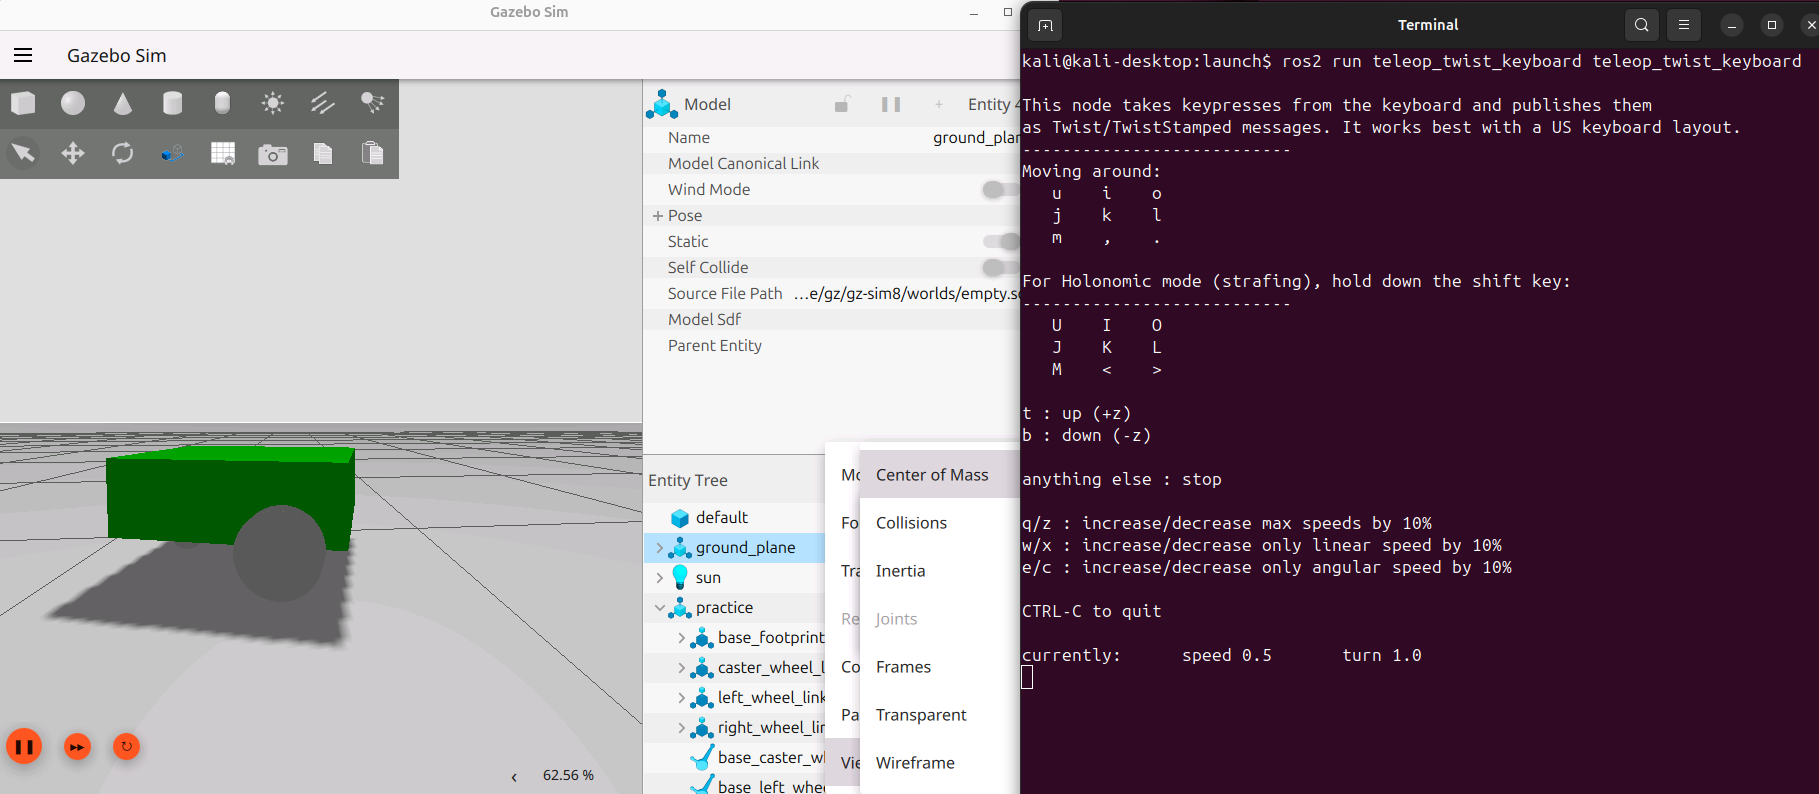 Gazebo Sim
Gazebo Sim
Model
Entity 4
Name
ground_plan
Model Canonical Link
Wind Mode
Pose
Static
Self Collide
Source File Path
...e/gz/gz-sim8/worlds/empty.s
Model Sdf
Parent Entity
Entity Tree
default
ground_plane
sun
practice
base_footprint
caster_wheel_l
left_wheel_link
right_wheel_lin
base_caster_wh
base_left_whee
Mo
Fo
Tra
Re
Co
Pa
Vie
Center of Mass
Collisions
Inertia
Joints
Frames
Transparent
Wireframe
‹ 62.56 %
Terminal
kali@kali-desktop:launch$ ros2 run teleop_twist_keyboard teleop_twist_keyboard
This node takes keypresses from the keyboard and publishes them
as Twist/TwistStamped messages. It works best with a US keyboard layout.
---------------------------
Moving around:
u i o
j k l
m , .
For Holonomic mode (strafing), hold down the shift key:
---------------------------
U I O
J K L
M < >
t : up (+z)
b : down (-z)
anything else : stop
q/z : increase/decrease max speeds by 10%
w/x : increase/decrease only linear speed by 10%
e/c : increase/decrease only angular speed by 10%
CTRL-C to quit
currently: speed 0.5 turn 1.0